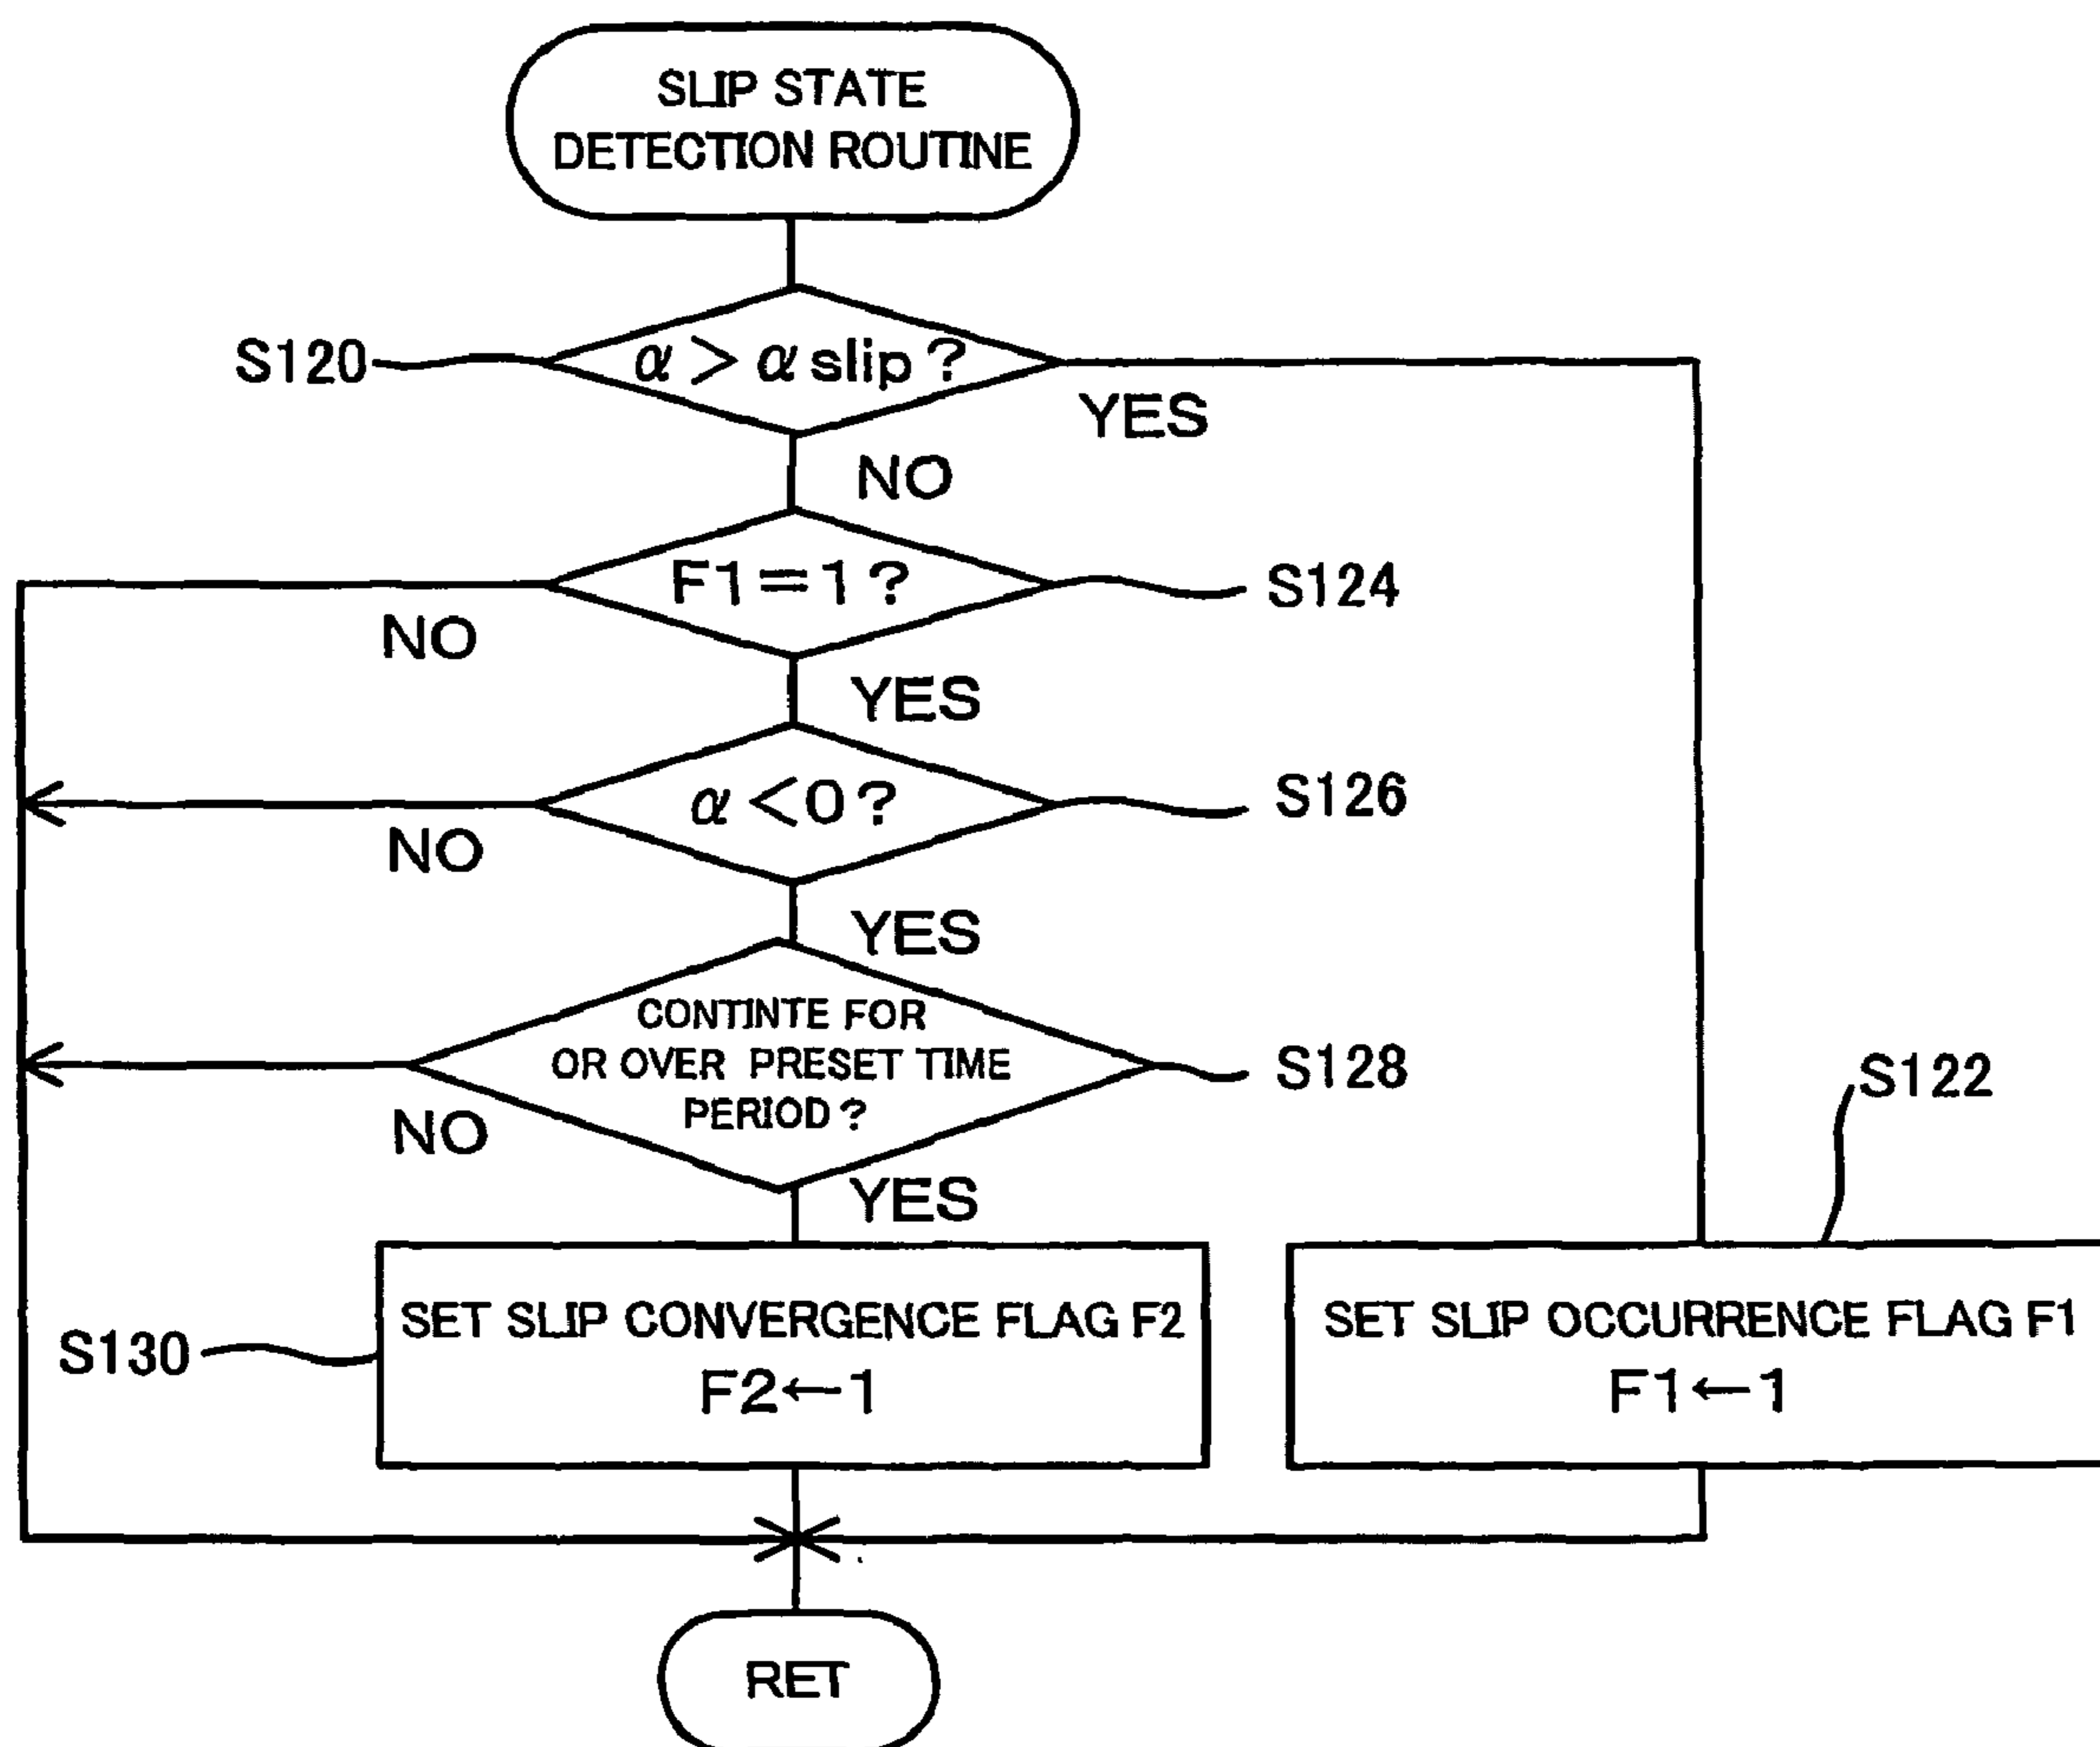 SLIP STATE
DETECTION ROUTINE
S120
α > α slip ?
YES
NO
F1=1?
S124
NO
YES
α <0?
S126
NO
YES
CONTINTE FOR
OR OVER PRESET TIME
PERIOD?
S128
NO
YES
S122
SET SLIP CONVERGENCE FLAG F2
F2←1
S130
SET SLIP OCCURRENCE FLAG F1
F1←1
RET